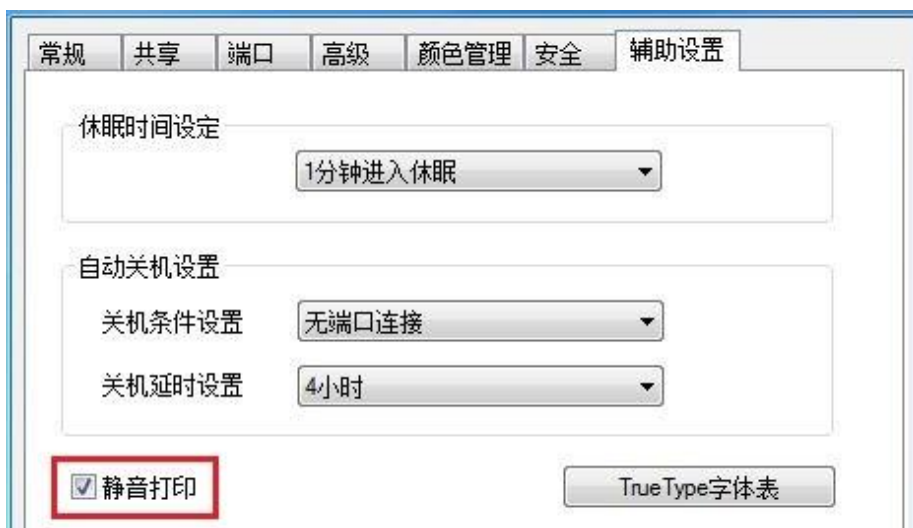 常规 共享 端口 高级 颜色管理 安全 辅助设置
休眠时间设定
1分钟进入休眠
自动关机设置
关机条件设置 无端口连接
关机延时设置 4小时
静音打印 TrueType字体表